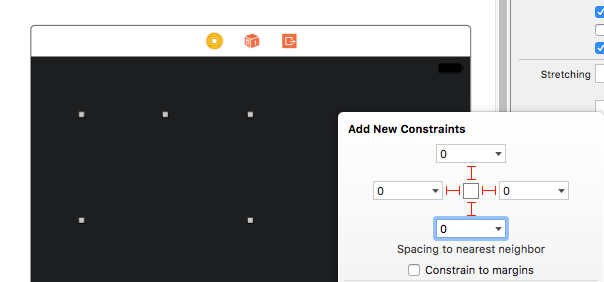 Stretching
Add New Constraints
0
0
0
0
Spacing to nearest neighbor
Constrain to margins